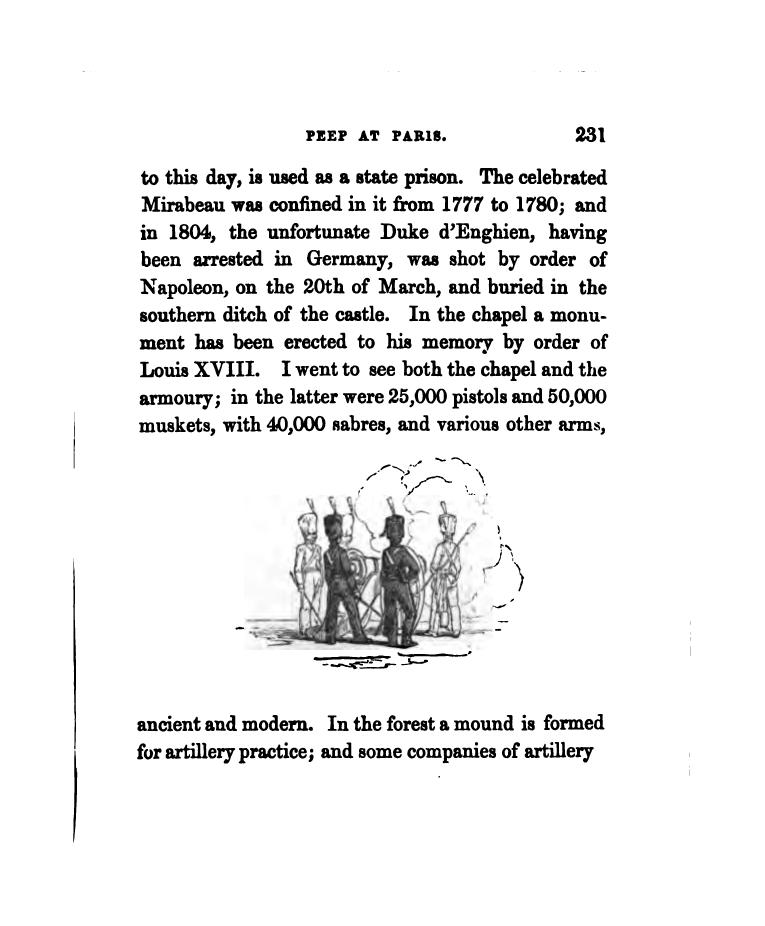 PEEP AT PARIS. 231
to this day, is used as a state prison. The celebrated
Mirabeau was confined in it from 1777 to 1780; and
in 1804, the unfortunate Duke d'Enghien, having
been arrested in Germany, was shot by order of
Napoleon, on the 20th of March, and buried in the
southern ditch of the castle. In the chapel a monu-
ment has been erected to his memory by order of
Louis XVIII. I went to see both the chapel and the
armoury; in the latter were 25,000 pistols and 50,000
muskets, with 40,000 sabres, and various other arms,
ancient and modern. In the forest a mound is formed
for artillery practice; and some companies of artillery